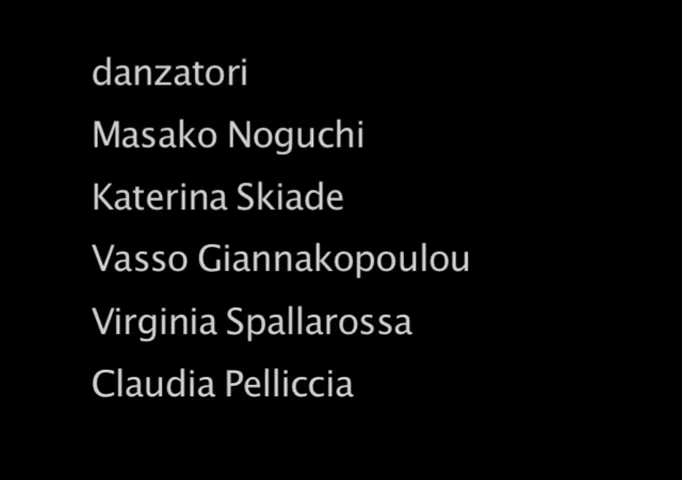 danzatori
Masako Noguchi
Katerina Skiade
Vasso Giannakopoulou
Virginia Spallarossa
Claudia Pelliccia